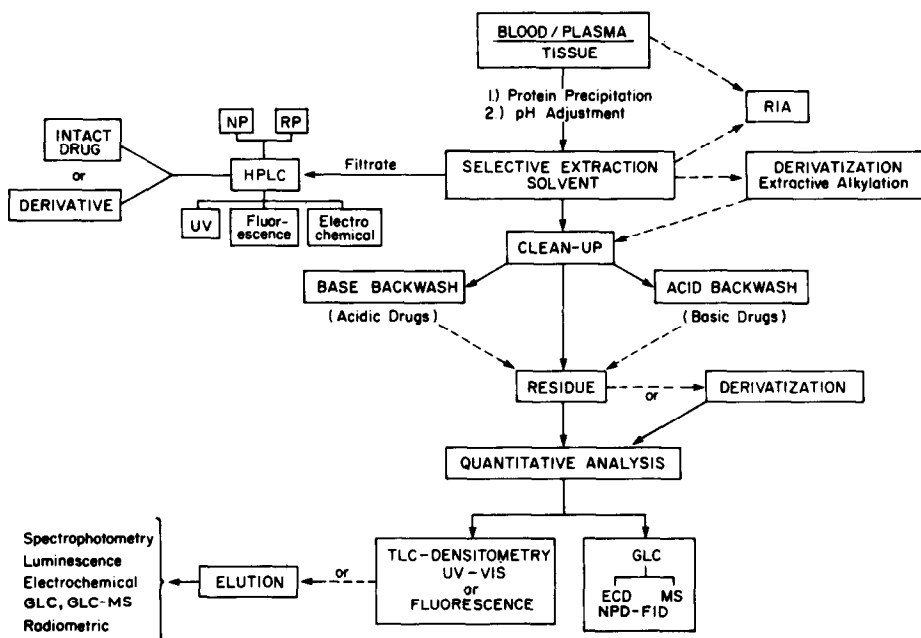 BLOOD / PLASMA
TISSUE
1.) Protein Precipitation
2.) pH Adjustment
RIA
NP
RP
INTACT
DRUG
or
DERIVATIVE
HPLC
Filtrate
SELECTIVE EXTRACTION
SOLVENT
DERIVATIZATION
Extractive Alkylation
UV
Fluor-
escence
Electro
chemical
CLEAN-UP
BASE BACKWASH
(Acidic Drugs)
ACID BACKWASH
(Basic Drugs)
RESIDUE
or
DERIVATIZATION
QUANTITATIVE ANALYSIS
Spectrophotometry
Luminescence
Electrochemical
GLC, GLC-MS
Radiometric
ELUTION
or
TLC-DENSITOMETRY
UV-VIS
or
FLUORESCENCE
GLC
ECD MS
NPD-FID